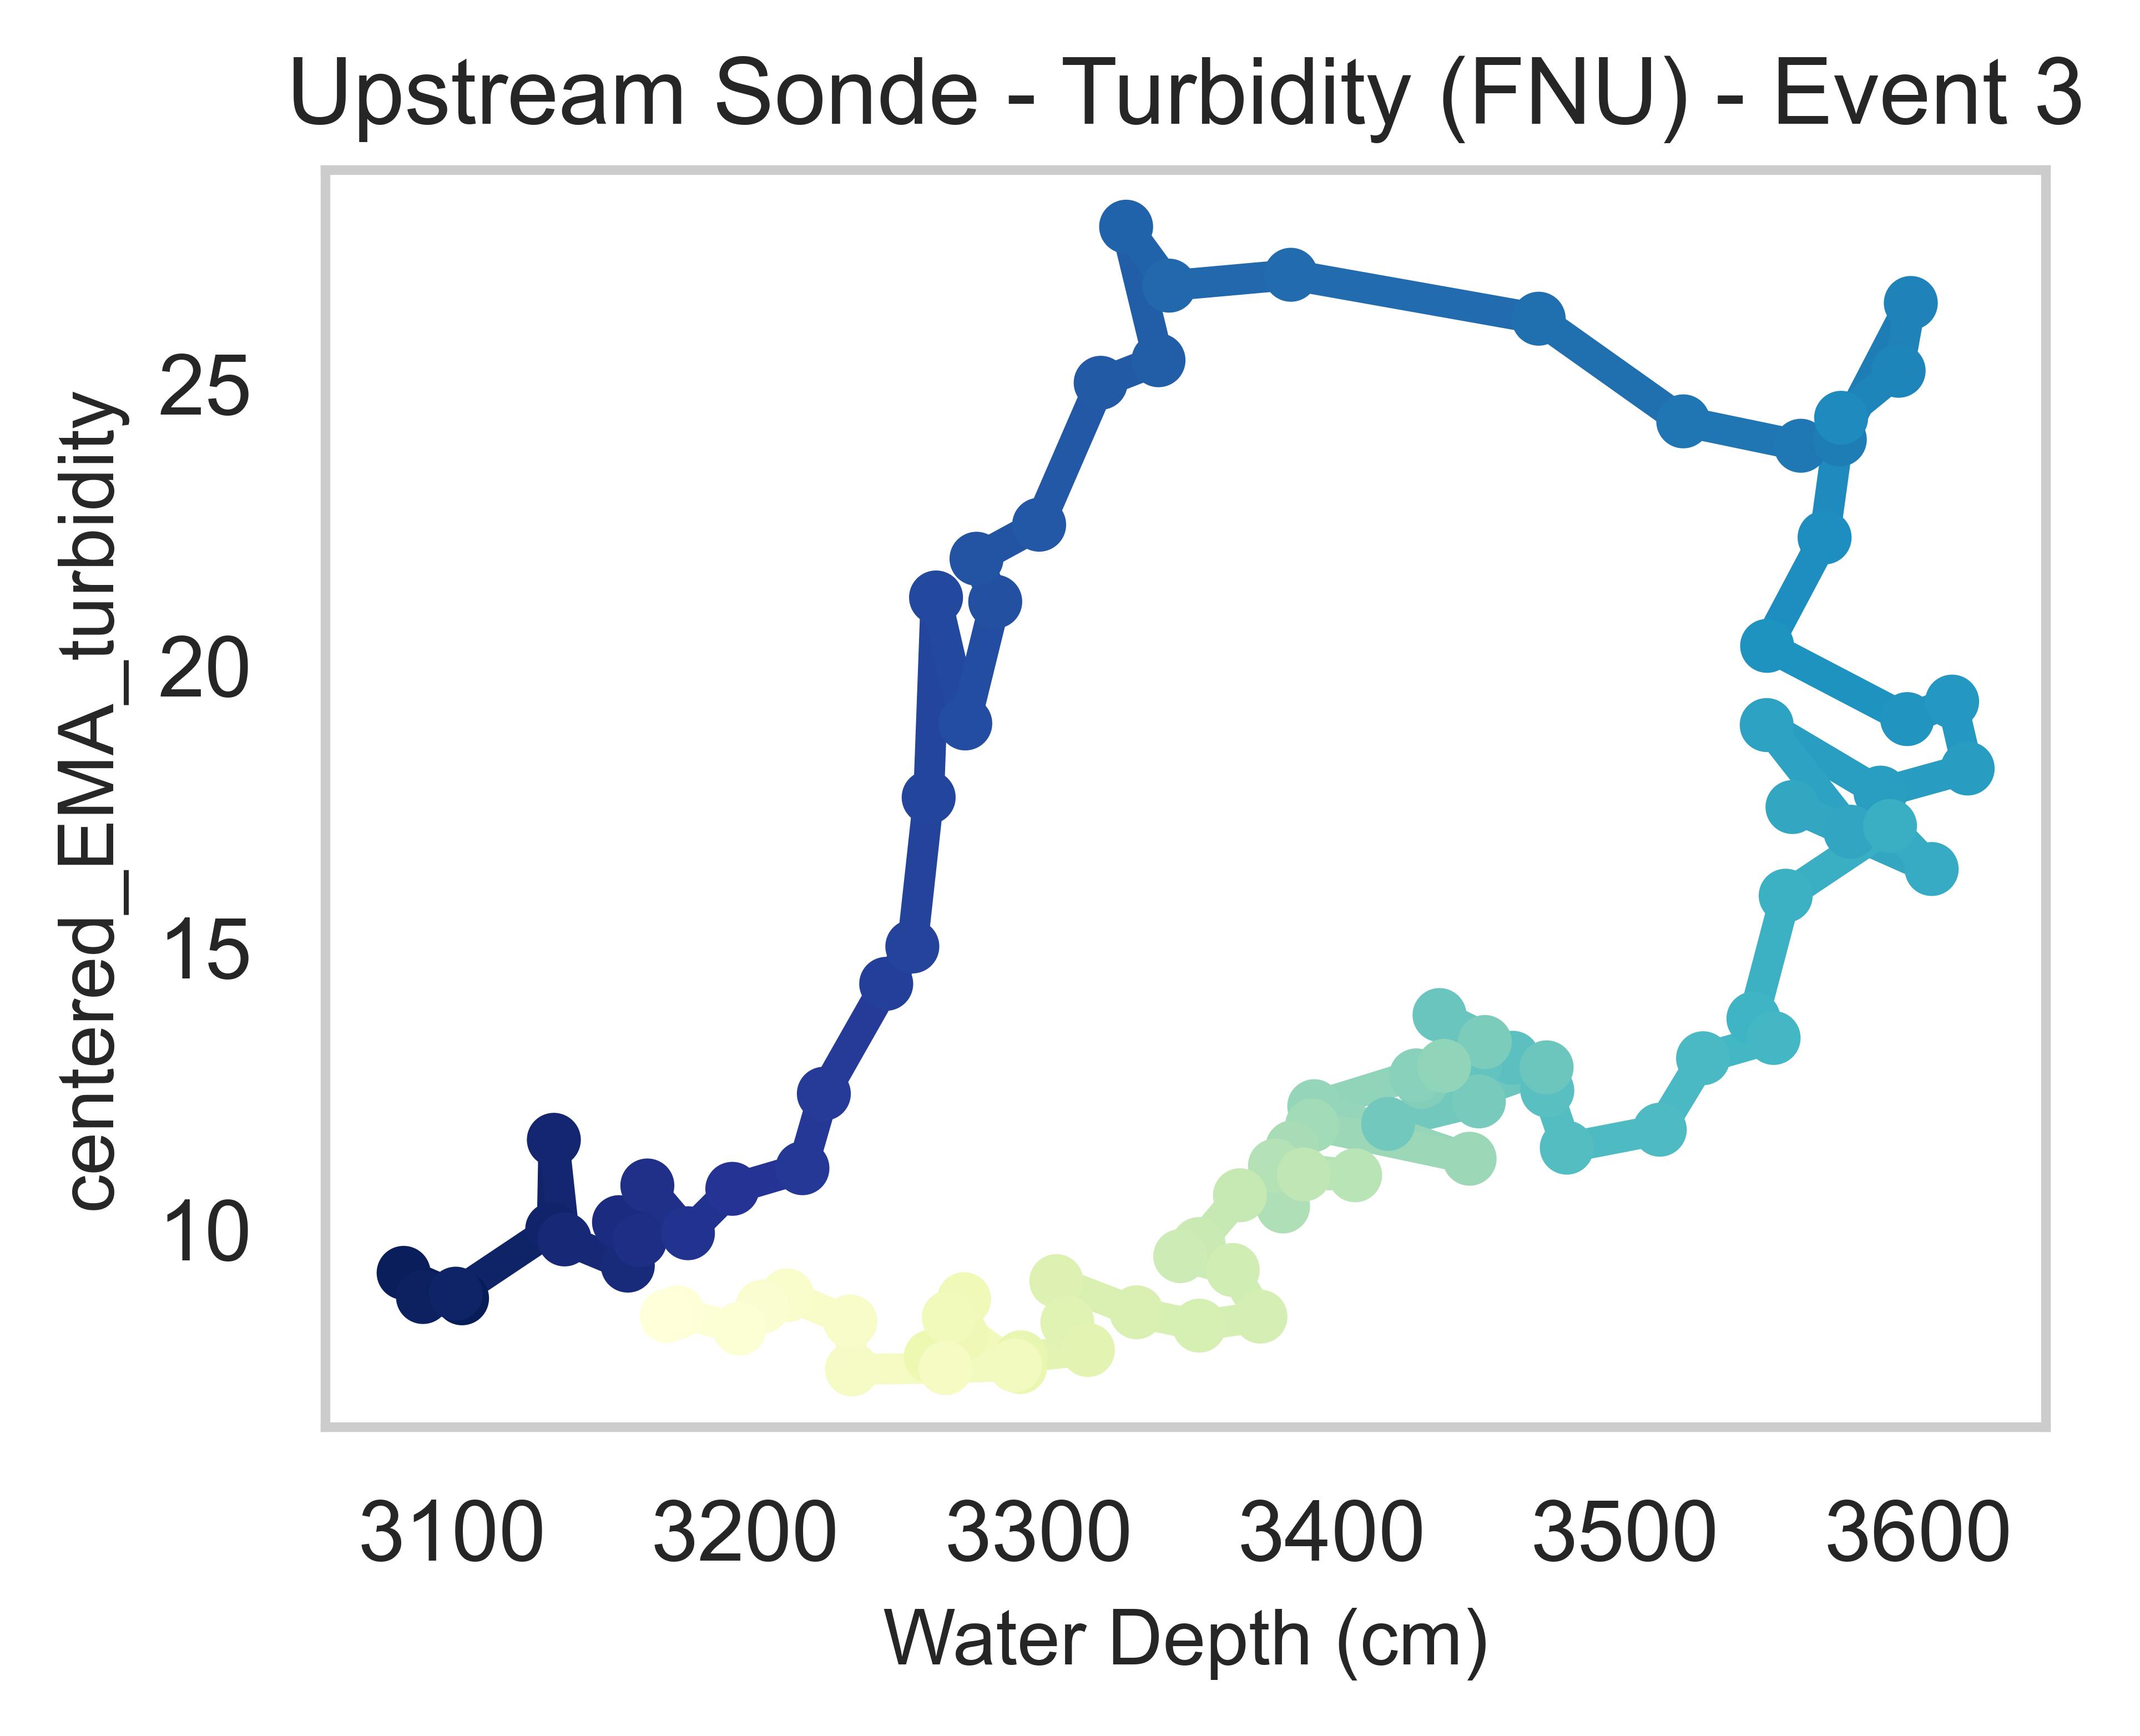 Upstream Sonde - Turbidity (FNU) - Event 3
centered_EMA_turbidity
25
20
15
10
3100 3200 3300 3400 3500 3600
Water Depth (cm)